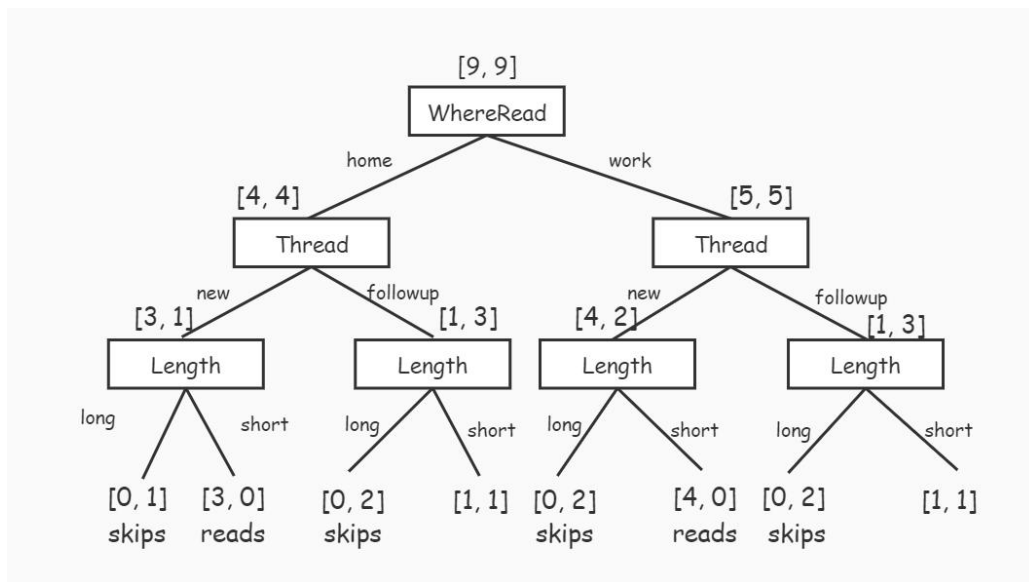 [9, 9]
WhereRead
home
work
[4, 4]
[5, 5]
Thread
Thread
new
followup
new
followup
[3, 1]
[1, 3]
[4, 2]
[1, 3]
Length
Length
Length
Length
long
short
long
short
long
short
long
short
[0, 1]
[3, 0]
[0, 2]
[1, 1]
[0, 2]
[4, 0]
[0, 2]
[1, 1]
skips
reads
skips
skips
reads
skips